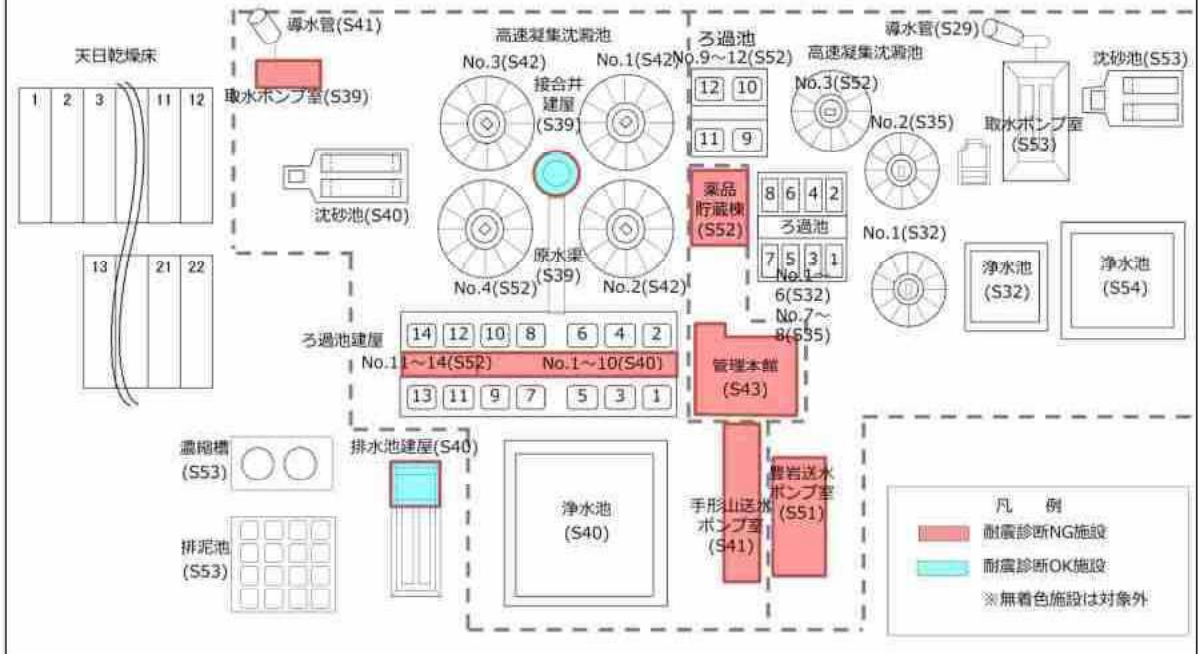 天日乾燥床
1 2 3 11 12
13 21 22
導水管(S41)
取水ポンプ室(S39)
沈砂池(S40)
高速凝集沈澱池
No.3(S42)
No.1(S42)
接合井
建屋
(S39)
No.4(S52)
原水渠
(S39)
No.2(S42)
ろ過池
No.9～12(S52)
12 10
11 9
高速凝集沈澱池
No.3(S52)
No.2(S35)
No.1(S32)
導水管(S29)
取水ポンプ室
(S53)
沈砂池(S53)
薬品
貯蔵棟
(S52)
8 6 4 2
ろ過池
7 5 3 1
No.1～
6(S32)
No.7～
8(S35)
浄水池
(S32)
浄水池
(S54)
ろ過池建屋
14 12 10 8 6 4 2
No.11～14(S52)
No.1～10(S40)
13 11 9 7 5 3 1
管理本館
(S43)
濃縮槽
(S53)
排水池建屋(S40)
排泥池
(S53)
浄水池
(S40)
手形山送水
ポンプ室
(S41)
豊岩送水
ポンプ室
(S51)
凡　例
耐震診断NG施設
耐震診断OK施設
※無着色施設は対象外